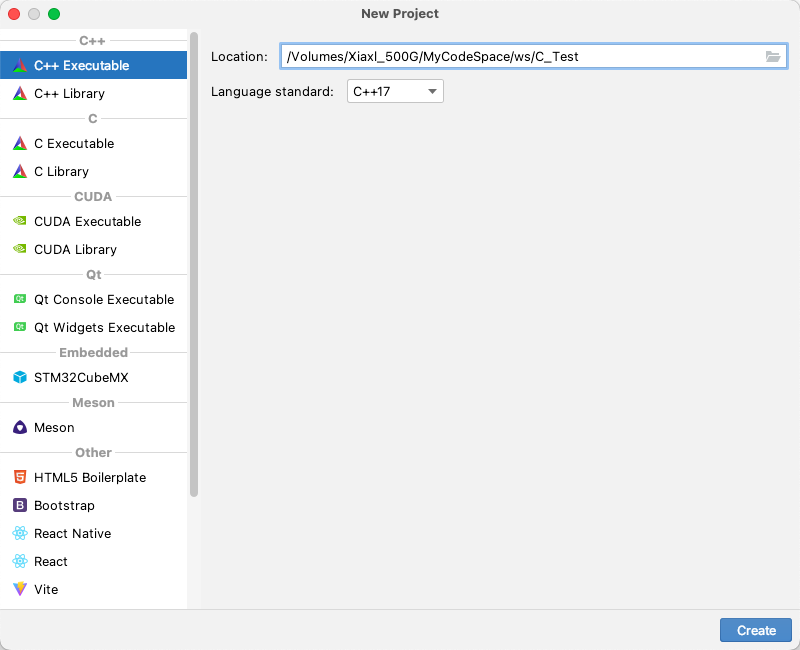 New Project
C++
C++ Executable
C++ Library
C
C Executable
C Library
CUDA
CUDA Executable
CUDA Library
Qt
Qt Qt Console Executable
Qt Qt Widgets Executable
Embedded
STM32CubeMX
Meson
Meson
Other
HTML5 Boilerplate
B Bootstrap
React Native
React
Vite
Location: /Volumes/Xiaxl_500G/MyCodeSpace/ws/C_Test
Language standard: C++17
Create